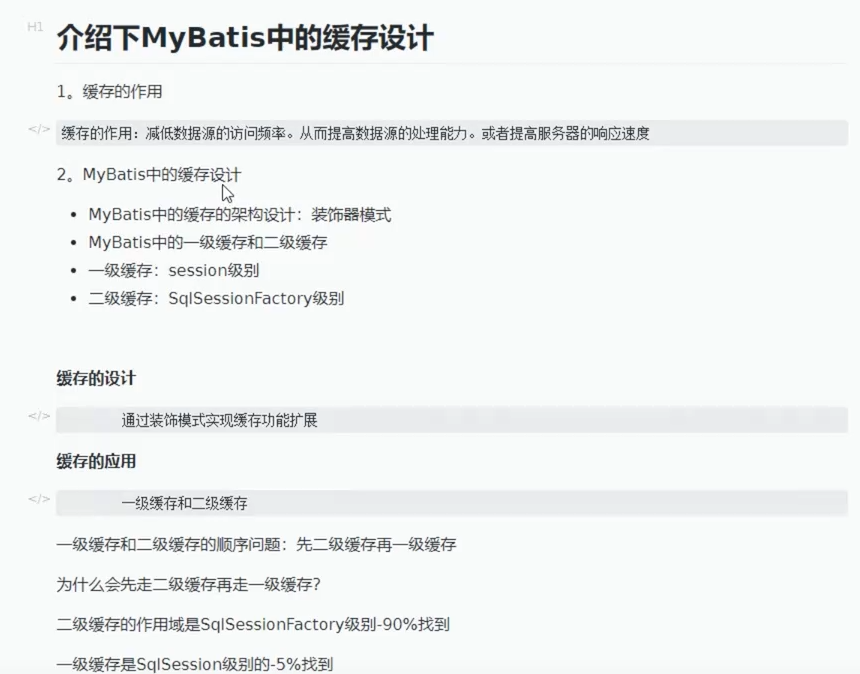 H1
介绍下MyBatis中的缓存设计
1。缓存的作用
</>
缓存的作用：减低数据源的访问频率。从而提高数据源的处理能力。或者提高服务器的响应速度
2。MyBatis中的缓存设计
• MyBatis中的缓存的架构设计：装饰器模式
• MyBatis中的一级缓存和二级缓存
• 一级缓存：session级别
• 二级缓存：SqlSessionFactory级别
缓存的设计
</>
通过装饰模式实现缓存功能扩展
缓存的应用
</>
一级缓存和二级缓存
一级缓存和二级缓存的顺序问题：先二级缓存再一级缓存
为什么会先走二级缓存再走一级缓存？
二级缓存的作用域是SqlSessionFactory级别-90%找到
一级缓存是SqlSession级别的-5%找到